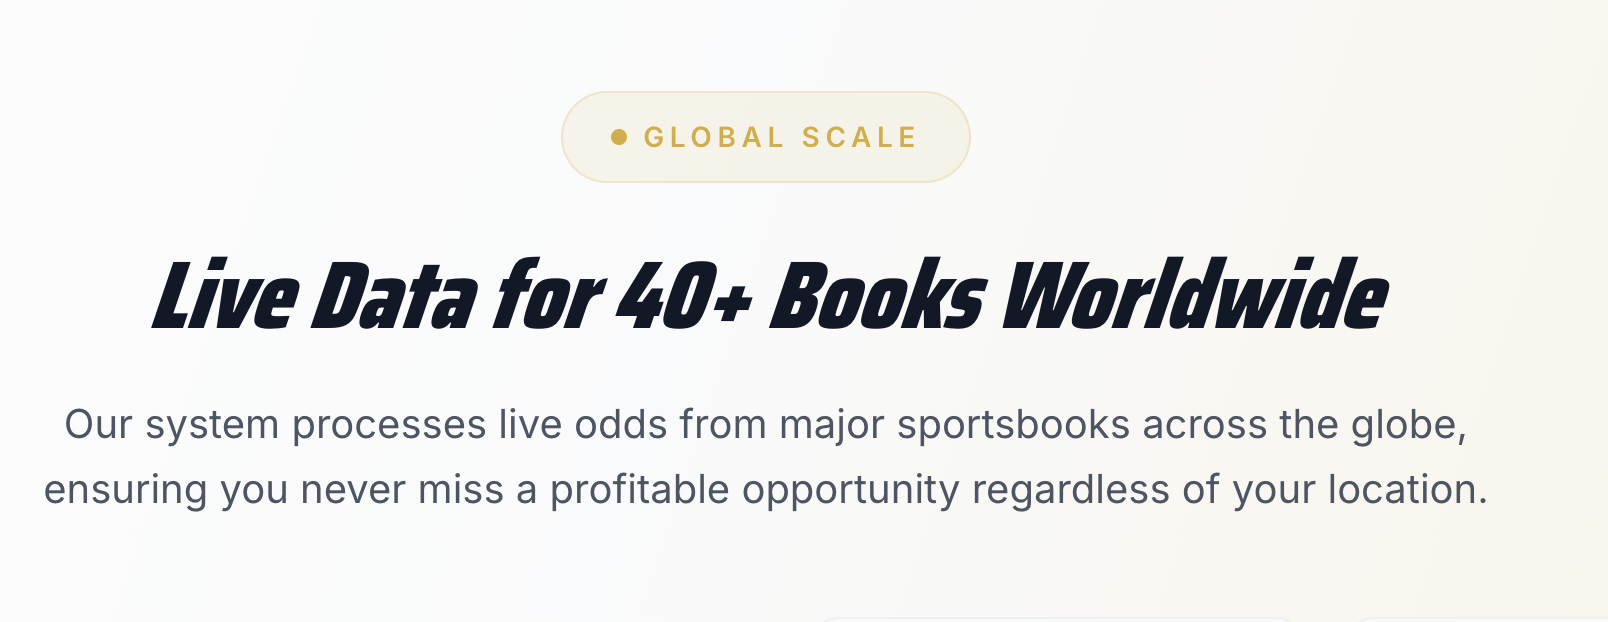 GLOBAL SCALE
Live Data for 40+ Books Worldwide
Our system processes live odds from major sportsbooks across the globe,
ensuring you never miss a profitable opportunity regardless of your location.